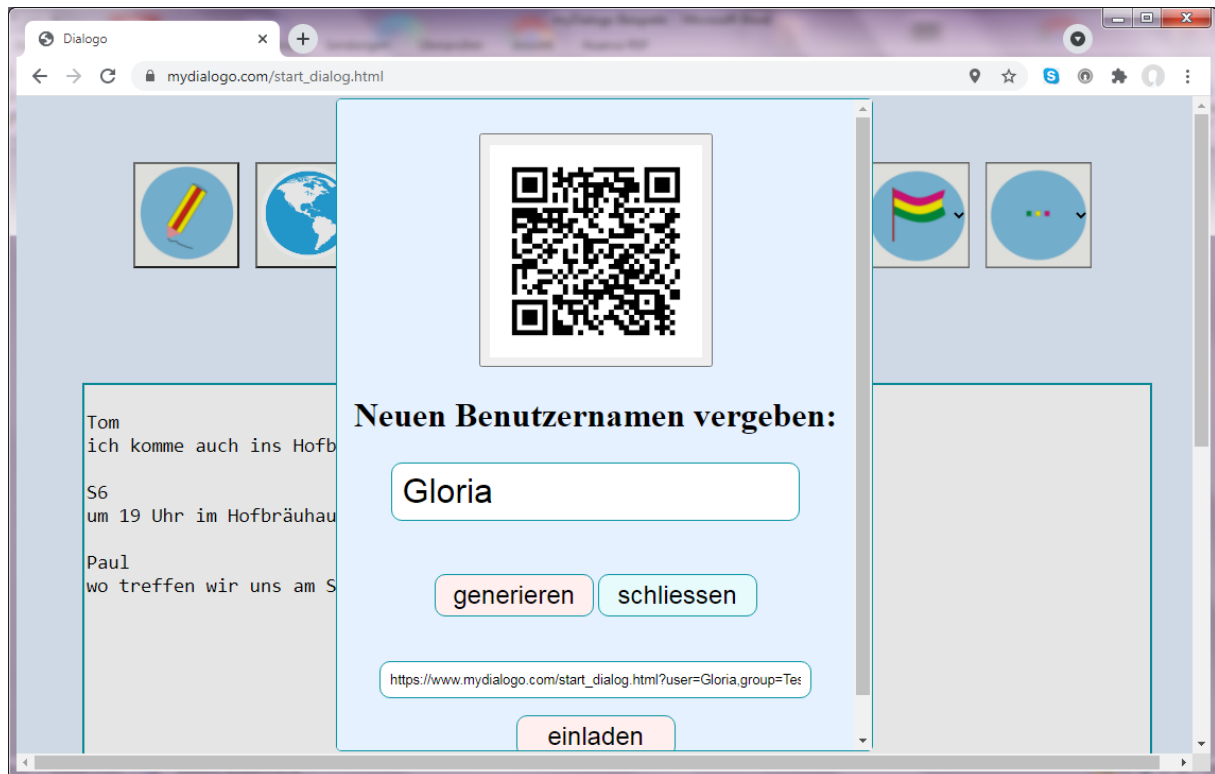 Dialogo
mydialogo.com/start_dialog.html
Neuen Benutzernamen vergeben:
Gloria
generieren schliessen
https://www.mydialogo.com/start_dialog.html?user=Gloria,group=Tes
einladen
Tom
ich komme auch ins Hofb
S6
um 19 Uhr im Hofbräuhau
Paul
wo treffen wir uns am S